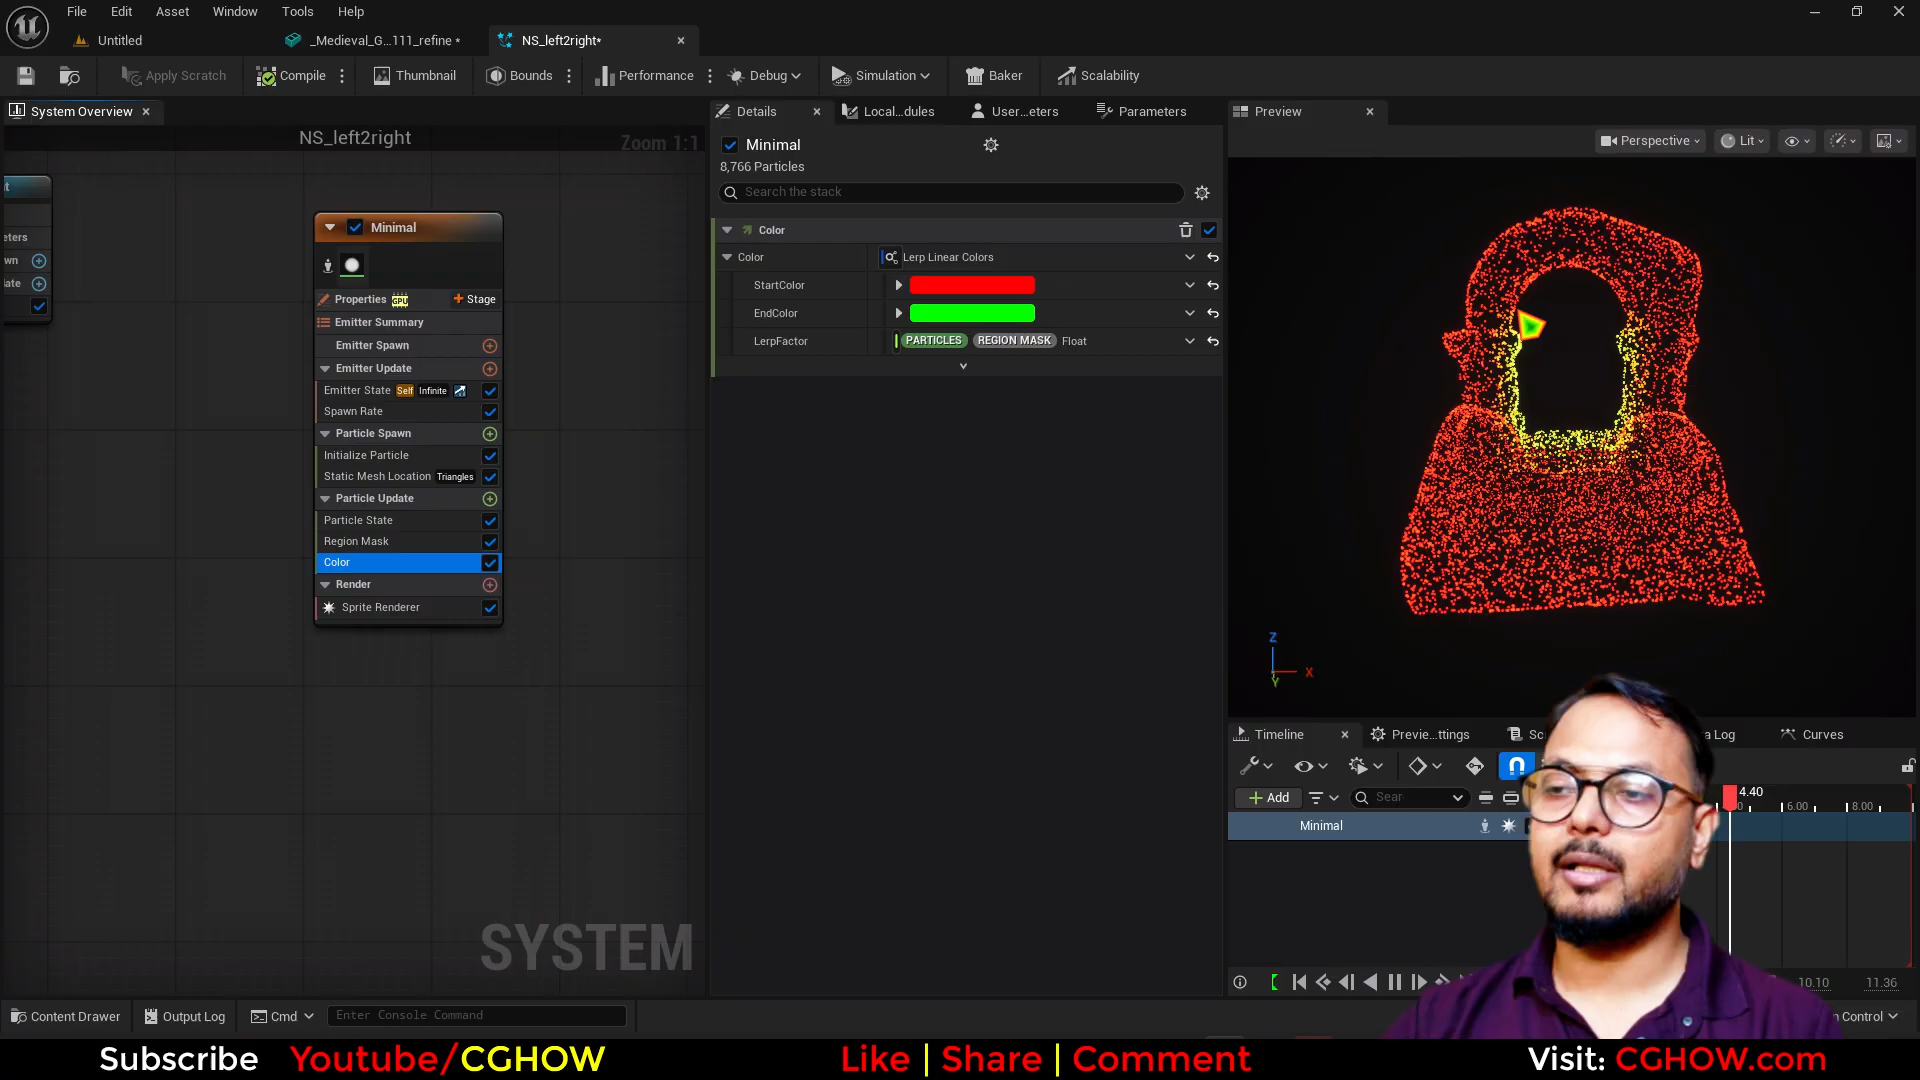 File Edit Asset Window Tools Help
Untitled _Medieval_G...111_refine * NS_left2right*
Apply Scratch Compile Thumbnail Bounds Performance Debug Simulation Baker Scalability
System Overview
NS_left2right
Zoom 1:1
Minimal
Properties GPU Stage
Emitter Summary
Emitter Spawn
Emitter Update
Emitter State Self Infinite
Spawn Rate
Particle Spawn
Initialize Particle
Static Mesh Location Triangles
Particle Update
Particle State
Region Mask
Color
Render
Sprite Renderer
SYSTEM
Details Local...dules User...eters Parameters
Minimal
8,766 Particles
Search the stack
Color
Color Lerp Linear Colors
StartColor
EndColor
LerpFactor PARTICLES REGION MASK Float
Preview
Perspective Lit
Z
X
Y
Timeline Previe...ttings Log Curves
Add Sear 4.40
6.00 8.00
Minimal
10.10 11.36
Content Drawer Output Log Cmd Enter Console Command Control
Subscribe Youtube/CGHOW Like | Share | Comment Visit: CGHOW.com